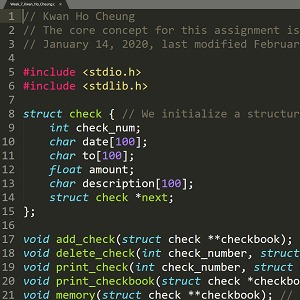 Week_7_Kwan_Ho_Cheung.c
1 // Kwan Ho Cheung
2 // The core concept for this assignment is
3 // January 14, 2020, last modified Februar
4
5 #include <stdio.h>
6 #include <stdlib.h>
7
8 struct check { // We initialize a structur
9 int check_num;
10 char date[100];
11 char to[100];
12 float amount;
13 char description[100];
14 struct check *next;
15 };
16
17 void add_check(struct check **checkbook);
18 void delete_check(int check_number, struct
19 void print_check(int check_number, struct
20 void print_checkbook(struct check *checkbo
21 void memory(struct check **checkbook); //